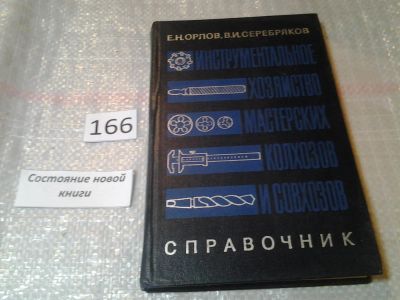 Е.Н.ОРЛОВ, В.И.СЕРЕБРЯКОВ
ИНСТРУМЕНТАЛЬНОЕ
ХОЗЯЙСТВО
МАСТЕРСКИХ
КОЛХОЗОВ
И СОВХОЗОВ
СПРАВОЧНИК
166
Состояние новой
книги